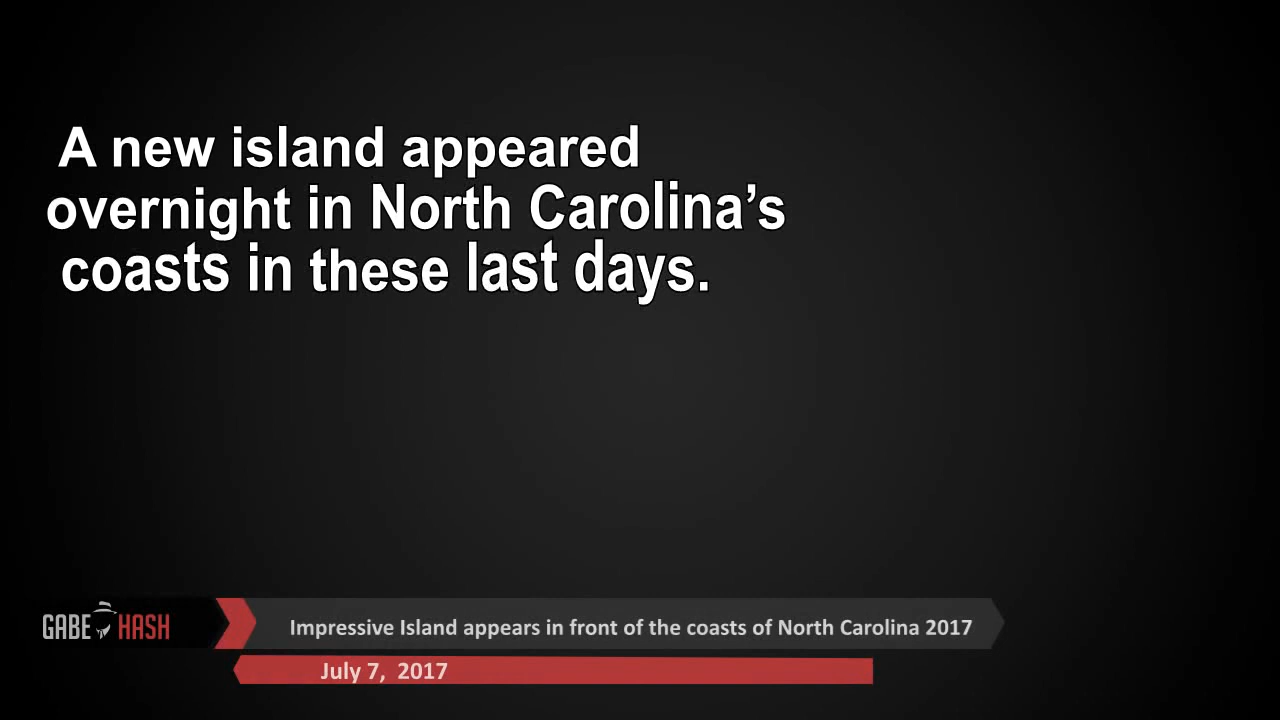 A new island appeared
overnight in North Carolina’s
coasts in these last days.
GABE HASH
Impressive Island appears in front of the coasts of North Carolina 2017
July 7, 2017